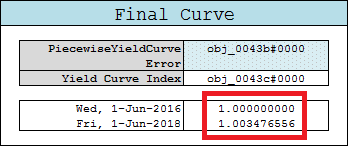 Final Curve
PiecewiseYieldCurve obj_0043b#0000
Error
Yield Curve Index obj_0043c#0000
Wed, 1-Jun-2016 1.000000000
Fri, 1-Jun-2018 1.003476556